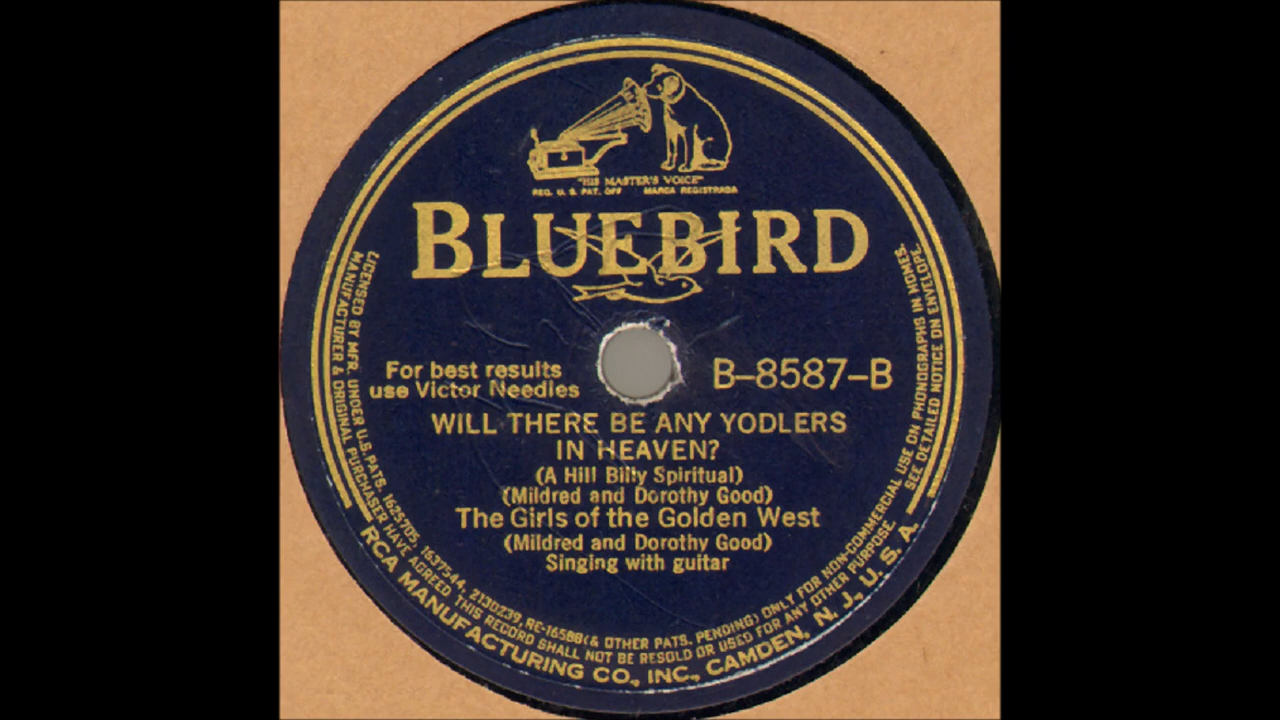 "HIS MASTER'S VOICE"
REG. U. S. PAT. OFF MARCA REGISTRADA
BLUEBIRD
For best results
use Victor Needles
B-8587-B
WILL THERE BE ANY YODLERS
IN HEAVEN?
(A Hill Billy Spiritual)
(Mildred and Dorothy Good)
The Girls of the Golden West
(Mildred and Dorothy Good)
Singing with guitar
LICENSED BY MFR. UNDER U.S. PATS. 1625705, 1637544, 2130239, RE-16588 (& OTHER PATS. PENDING) ONLY FOR NON-COMMERCIAL USE ON PHONOGRAPHS IN HOMES.
MANUFACTURER & ORIGINAL PURCHASER HAVE AGREED THIS RECORD SHALL NOT BE RESOLD OR USED FOR ANY OTHER PURPOSE. SEE DETAILED NOTICE ON ENVELOPE.
RCA MANUFACTURING CO., INC., CAMDEN, N. J., U. S. A.